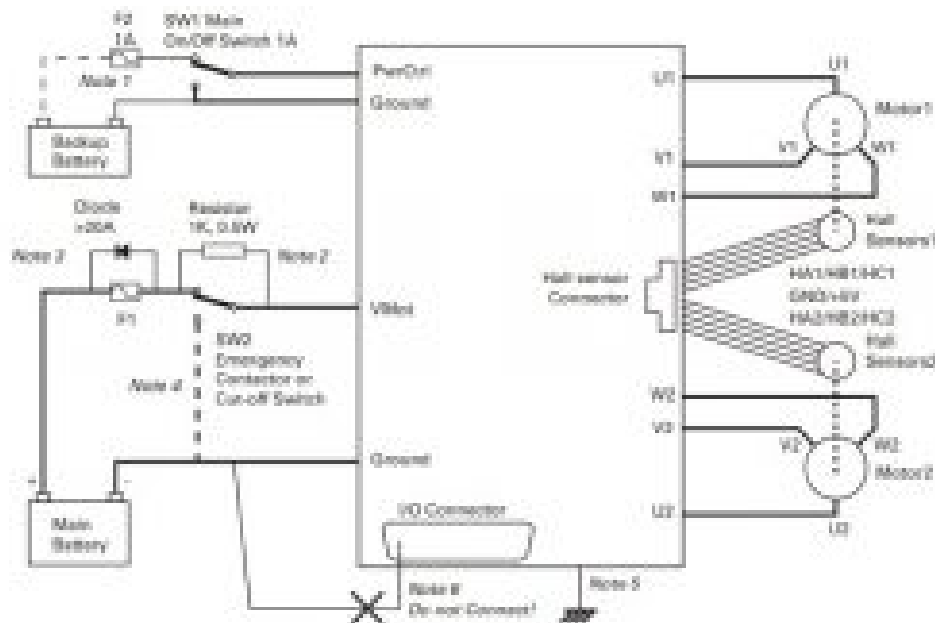 F2
1A
SW1 Main
On/Off Switch 1A
Note 1
Backup
Battery
PwrCtrl
Ground
U1
V1
W1
U1
Motor1
V1
W1
Hall
Sensors1
Diode
>20A
Resistor
1K, 0.5W
Note 3
Note 2
F1
VMot
SW2
Emergency
Contactor or
Cut-off Switch
Note 4
Hall sensor
Connector
HA1/HB1/HC1
GND/+5V
HA2/HB2/HC2
Hall
Sensors2
W2
V2
V2
W2
Motor2
U2
U2
Ground
Main
Battery
I/O Connector
Note 5
Note 6
Do not Connect!